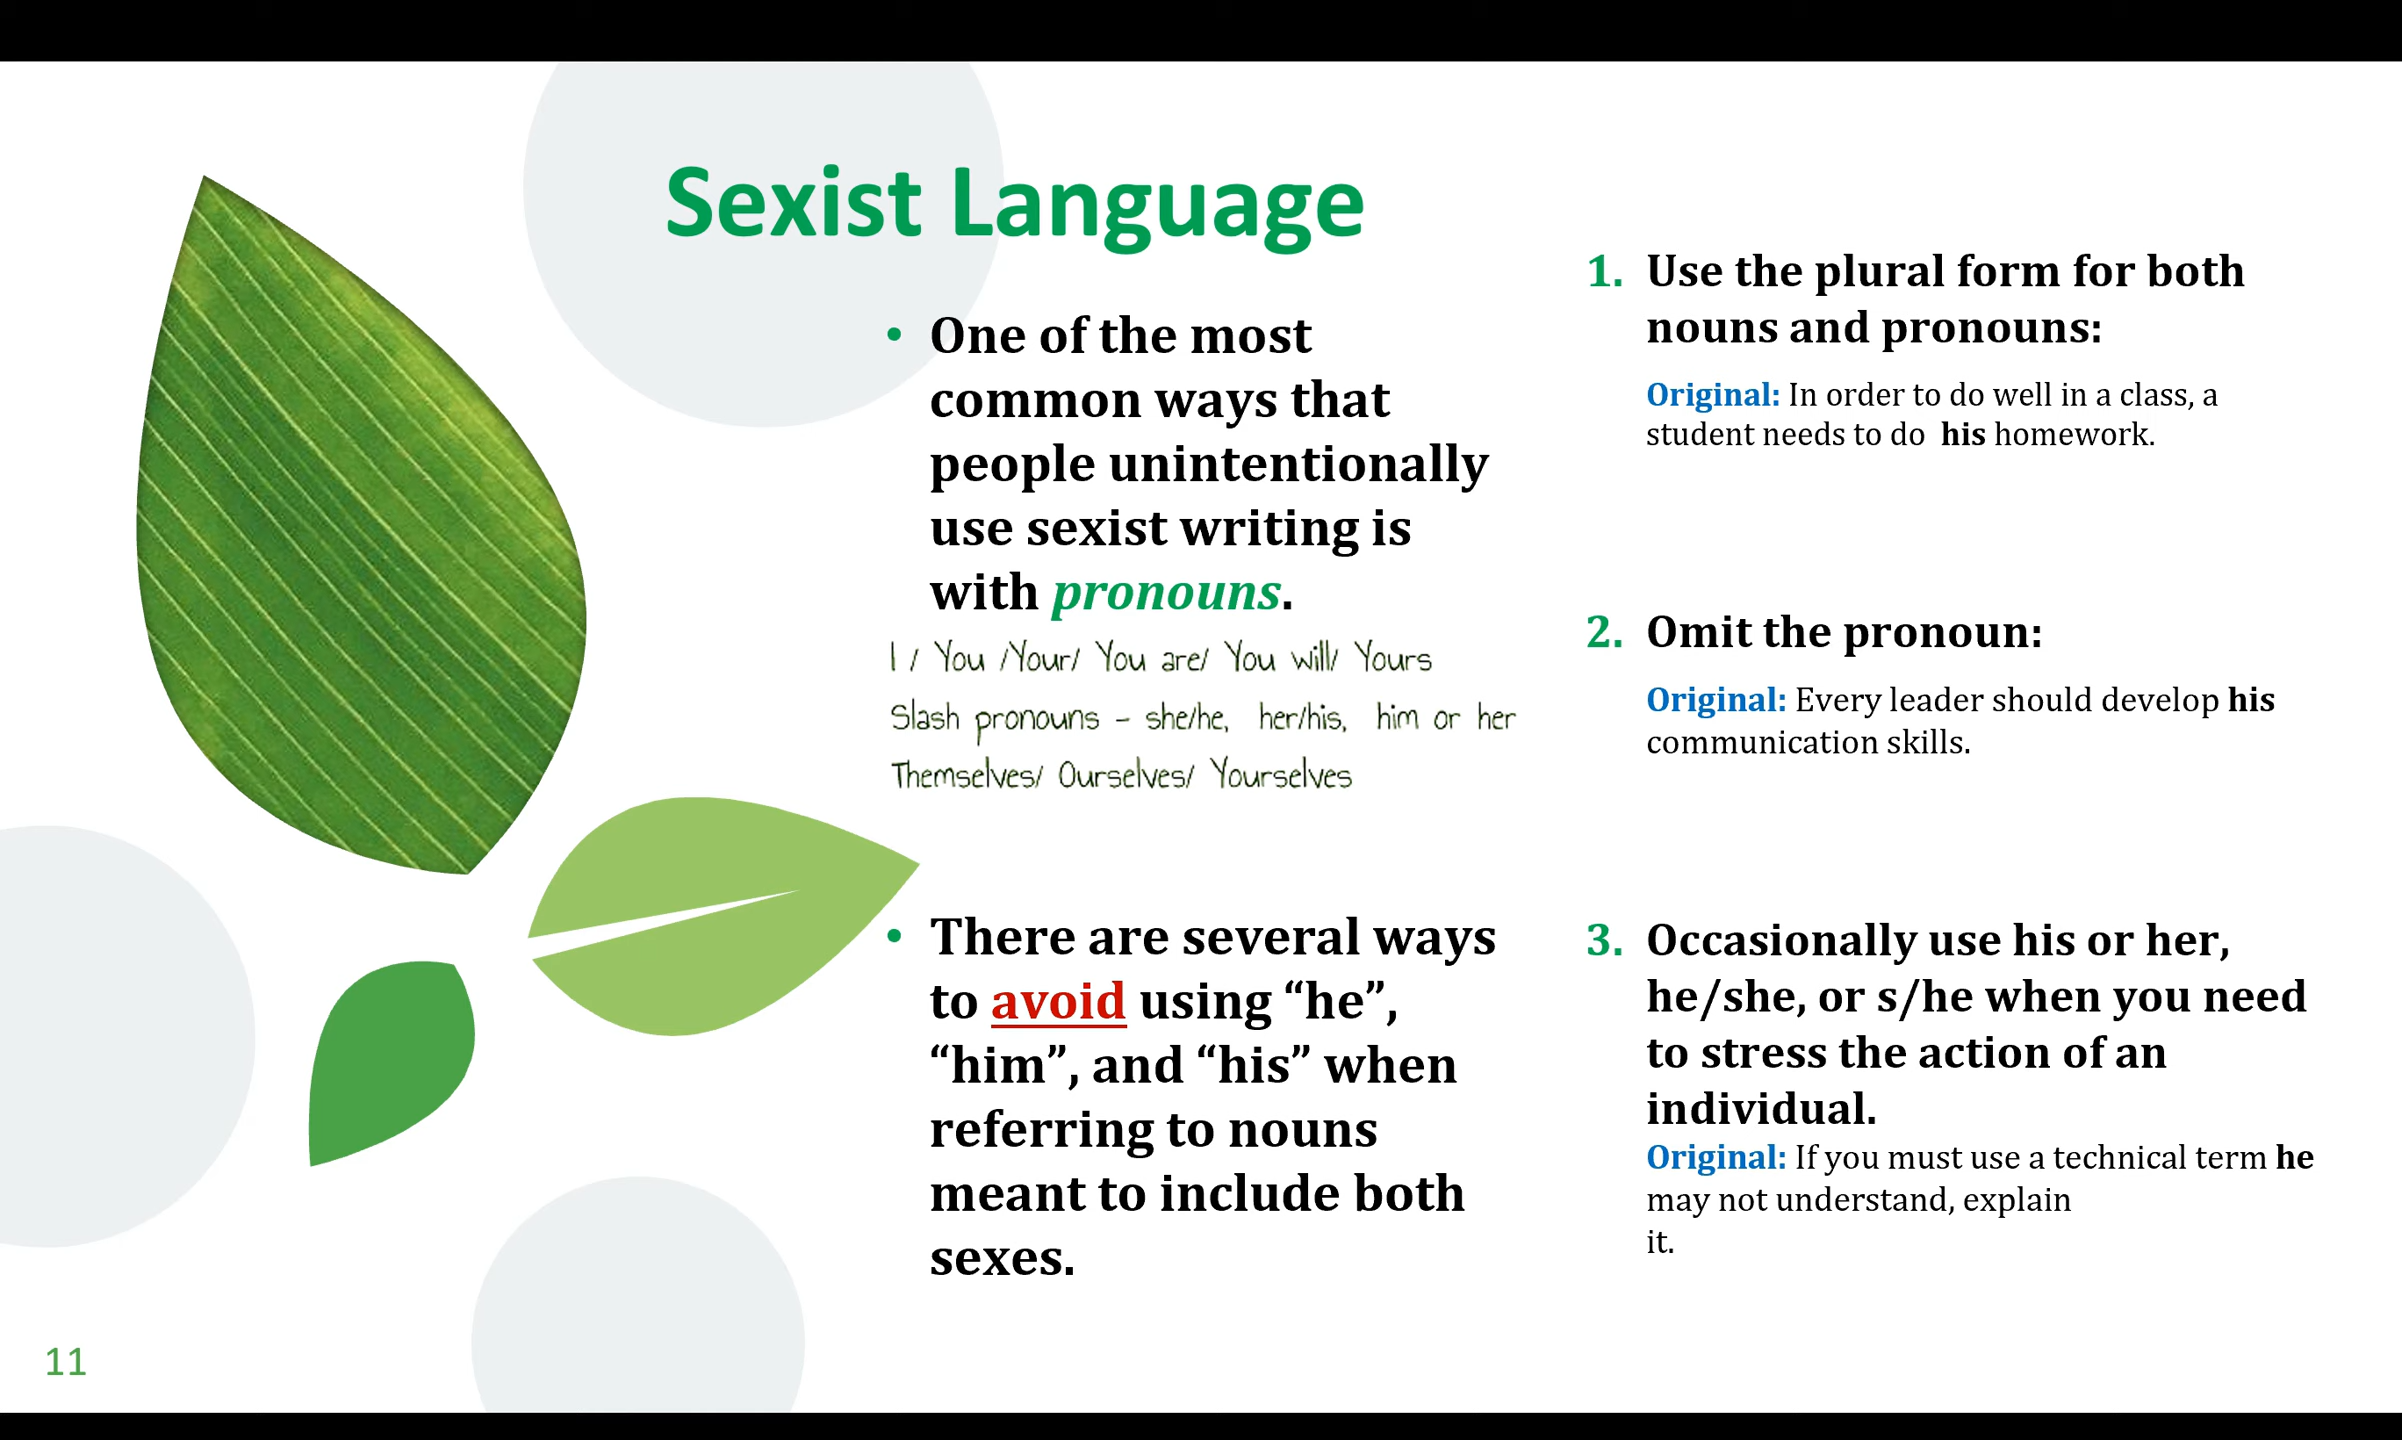 Sexist Language
• One of the most
common ways that
people unintentionally
use sexist writing is
with pronouns.
I / You /Your/ You are/ You will/ Yours
Slash pronouns - she/he, her/his, him or her
Themselves/ Ourselves/ Yourselves
• There are several ways
to avoid using “he”,
“him”, and “his” when
referring to nouns
meant to include both
sexes.
1. Use the plural form for both
nouns and pronouns:
Original: In order to do well in a class, a
student needs to do his homework.
2. Omit the pronoun:
Original: Every leader should develop his
communication skills.
3. Occasionally use his or her,
he/she, or s/he when you need
to stress the action of an
individual.
Original: If you must use a technical term he
may not understand, explain
it.
11